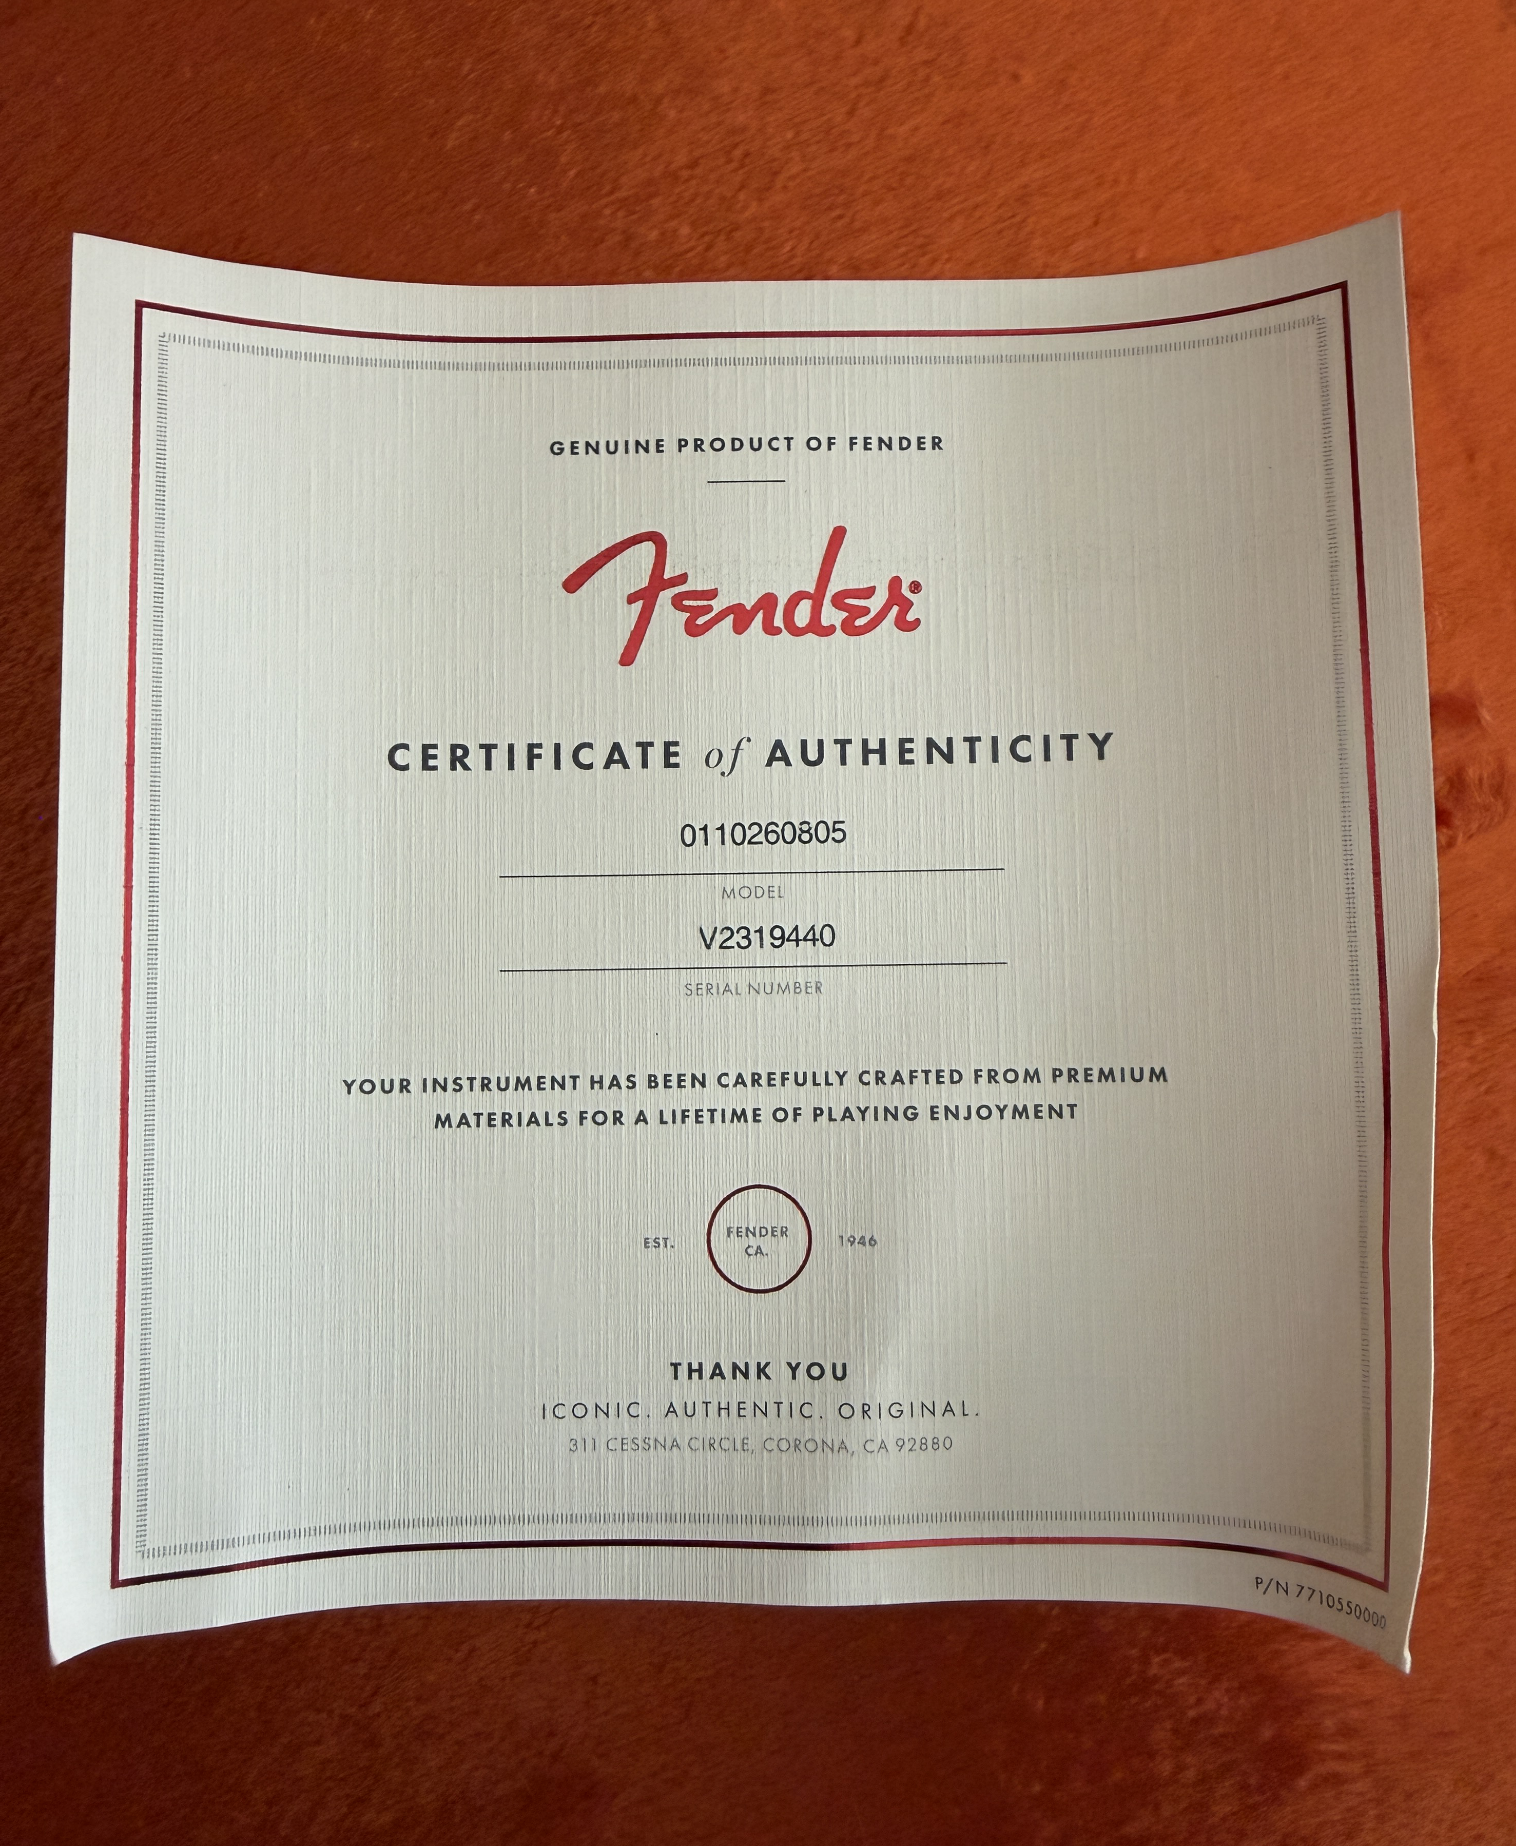 GENUINE PRODUCT OF FENDER
Fender®
CERTIFICATE of AUTHENTICITY
0110260805
MODEL
V2319440
SERIAL NUMBER
YOUR INSTRUMENT HAS BEEN CAREFULLY CRAFTED FROM PREMIUM
MATERIALS FOR A LIFETIME OF PLAYING ENJOYMENT
EST. FENDER CA. 1946
THANK YOU
ICONIC. AUTHENTIC. ORIGINAL.
311 CESSNA CIRCLE, CORONA, CA 92880
P/N 7710550000